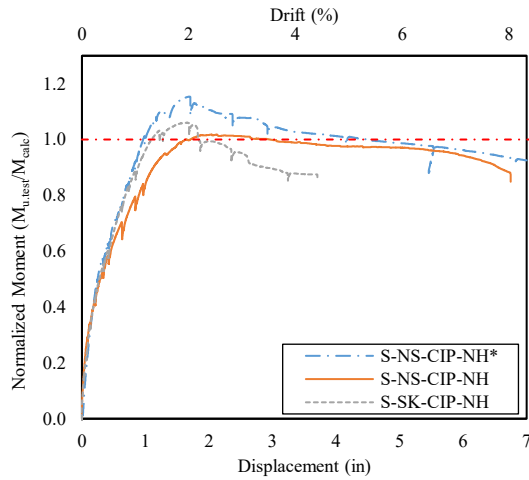 Drift (%)
0 2 4 6 8
1.2
1.0
0.8
0.6
0.4
0.2
0.0
Normalized Moment (Mu.test/Mcalc)
S-NS-CIP-NH*
S-NS-CIP-NH
S-SK-CIP-NH
0 1 2 3 4 5 6 7
Displacement (in)